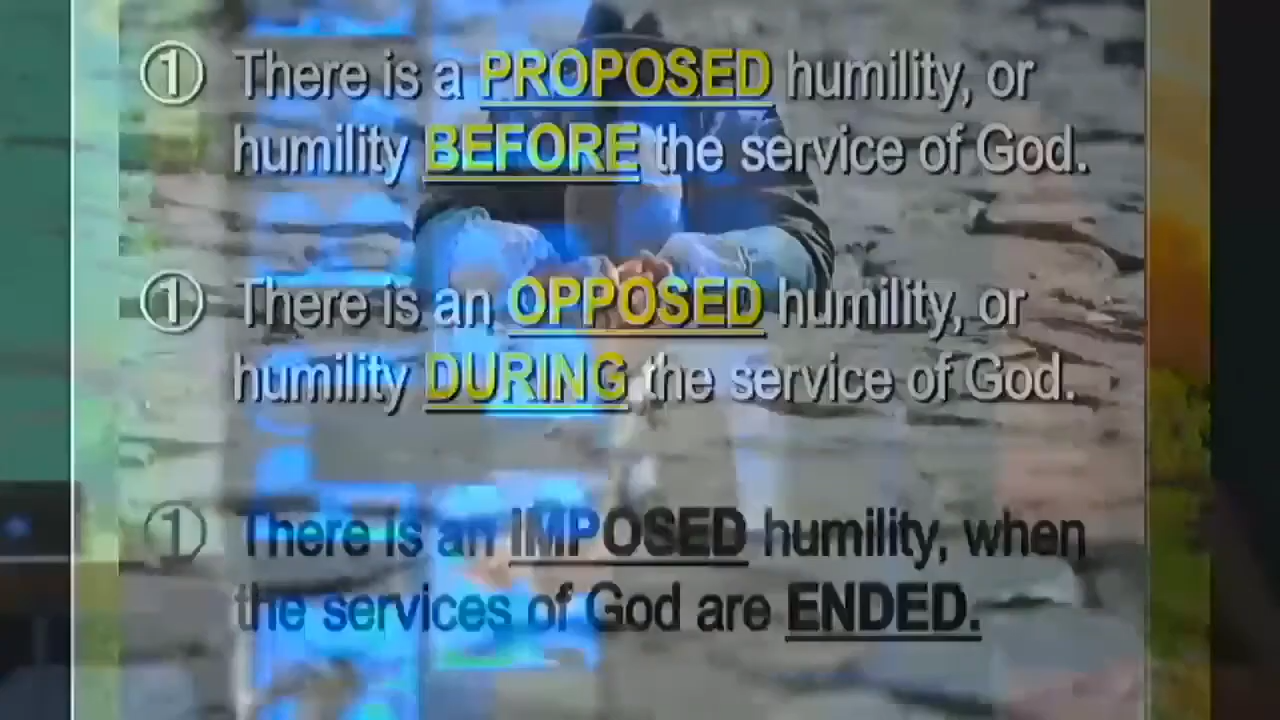 ① There is a PROPOSED humility, or
humility BEFORE the service of God.
① There is an OPPOSED humility, or
humility DURING the service of God.
① There is an IMPOSED humility, when
the services of God are ENDED.